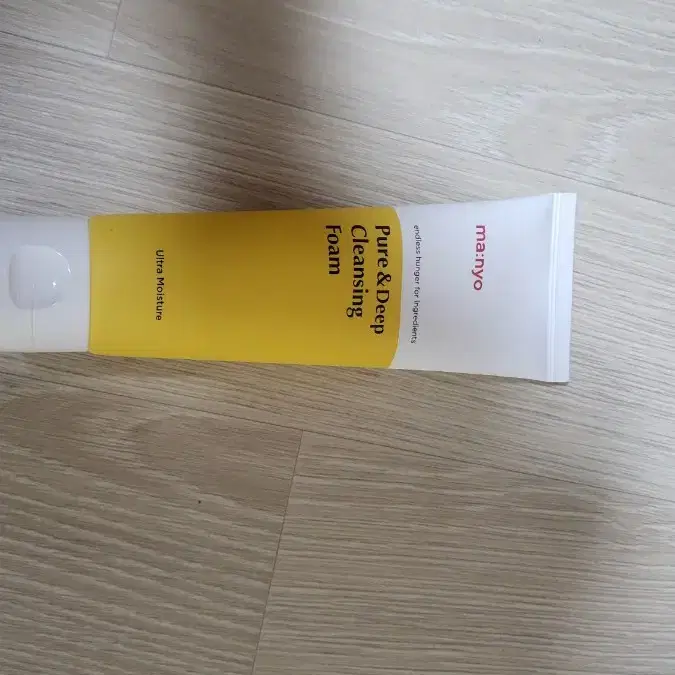 ma:nyo
endless hunger for ingredients
Pure & Deep
Cleansing
Foam
Ultra Moisture